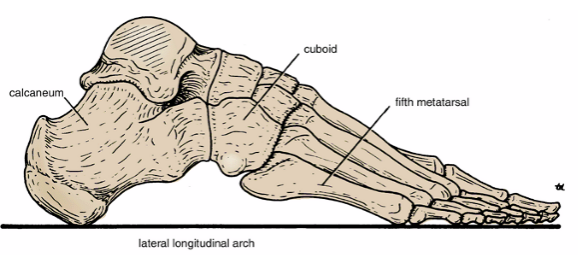 cuboid
calcaneum
fifth metatarsal
lateral longitudinal arch